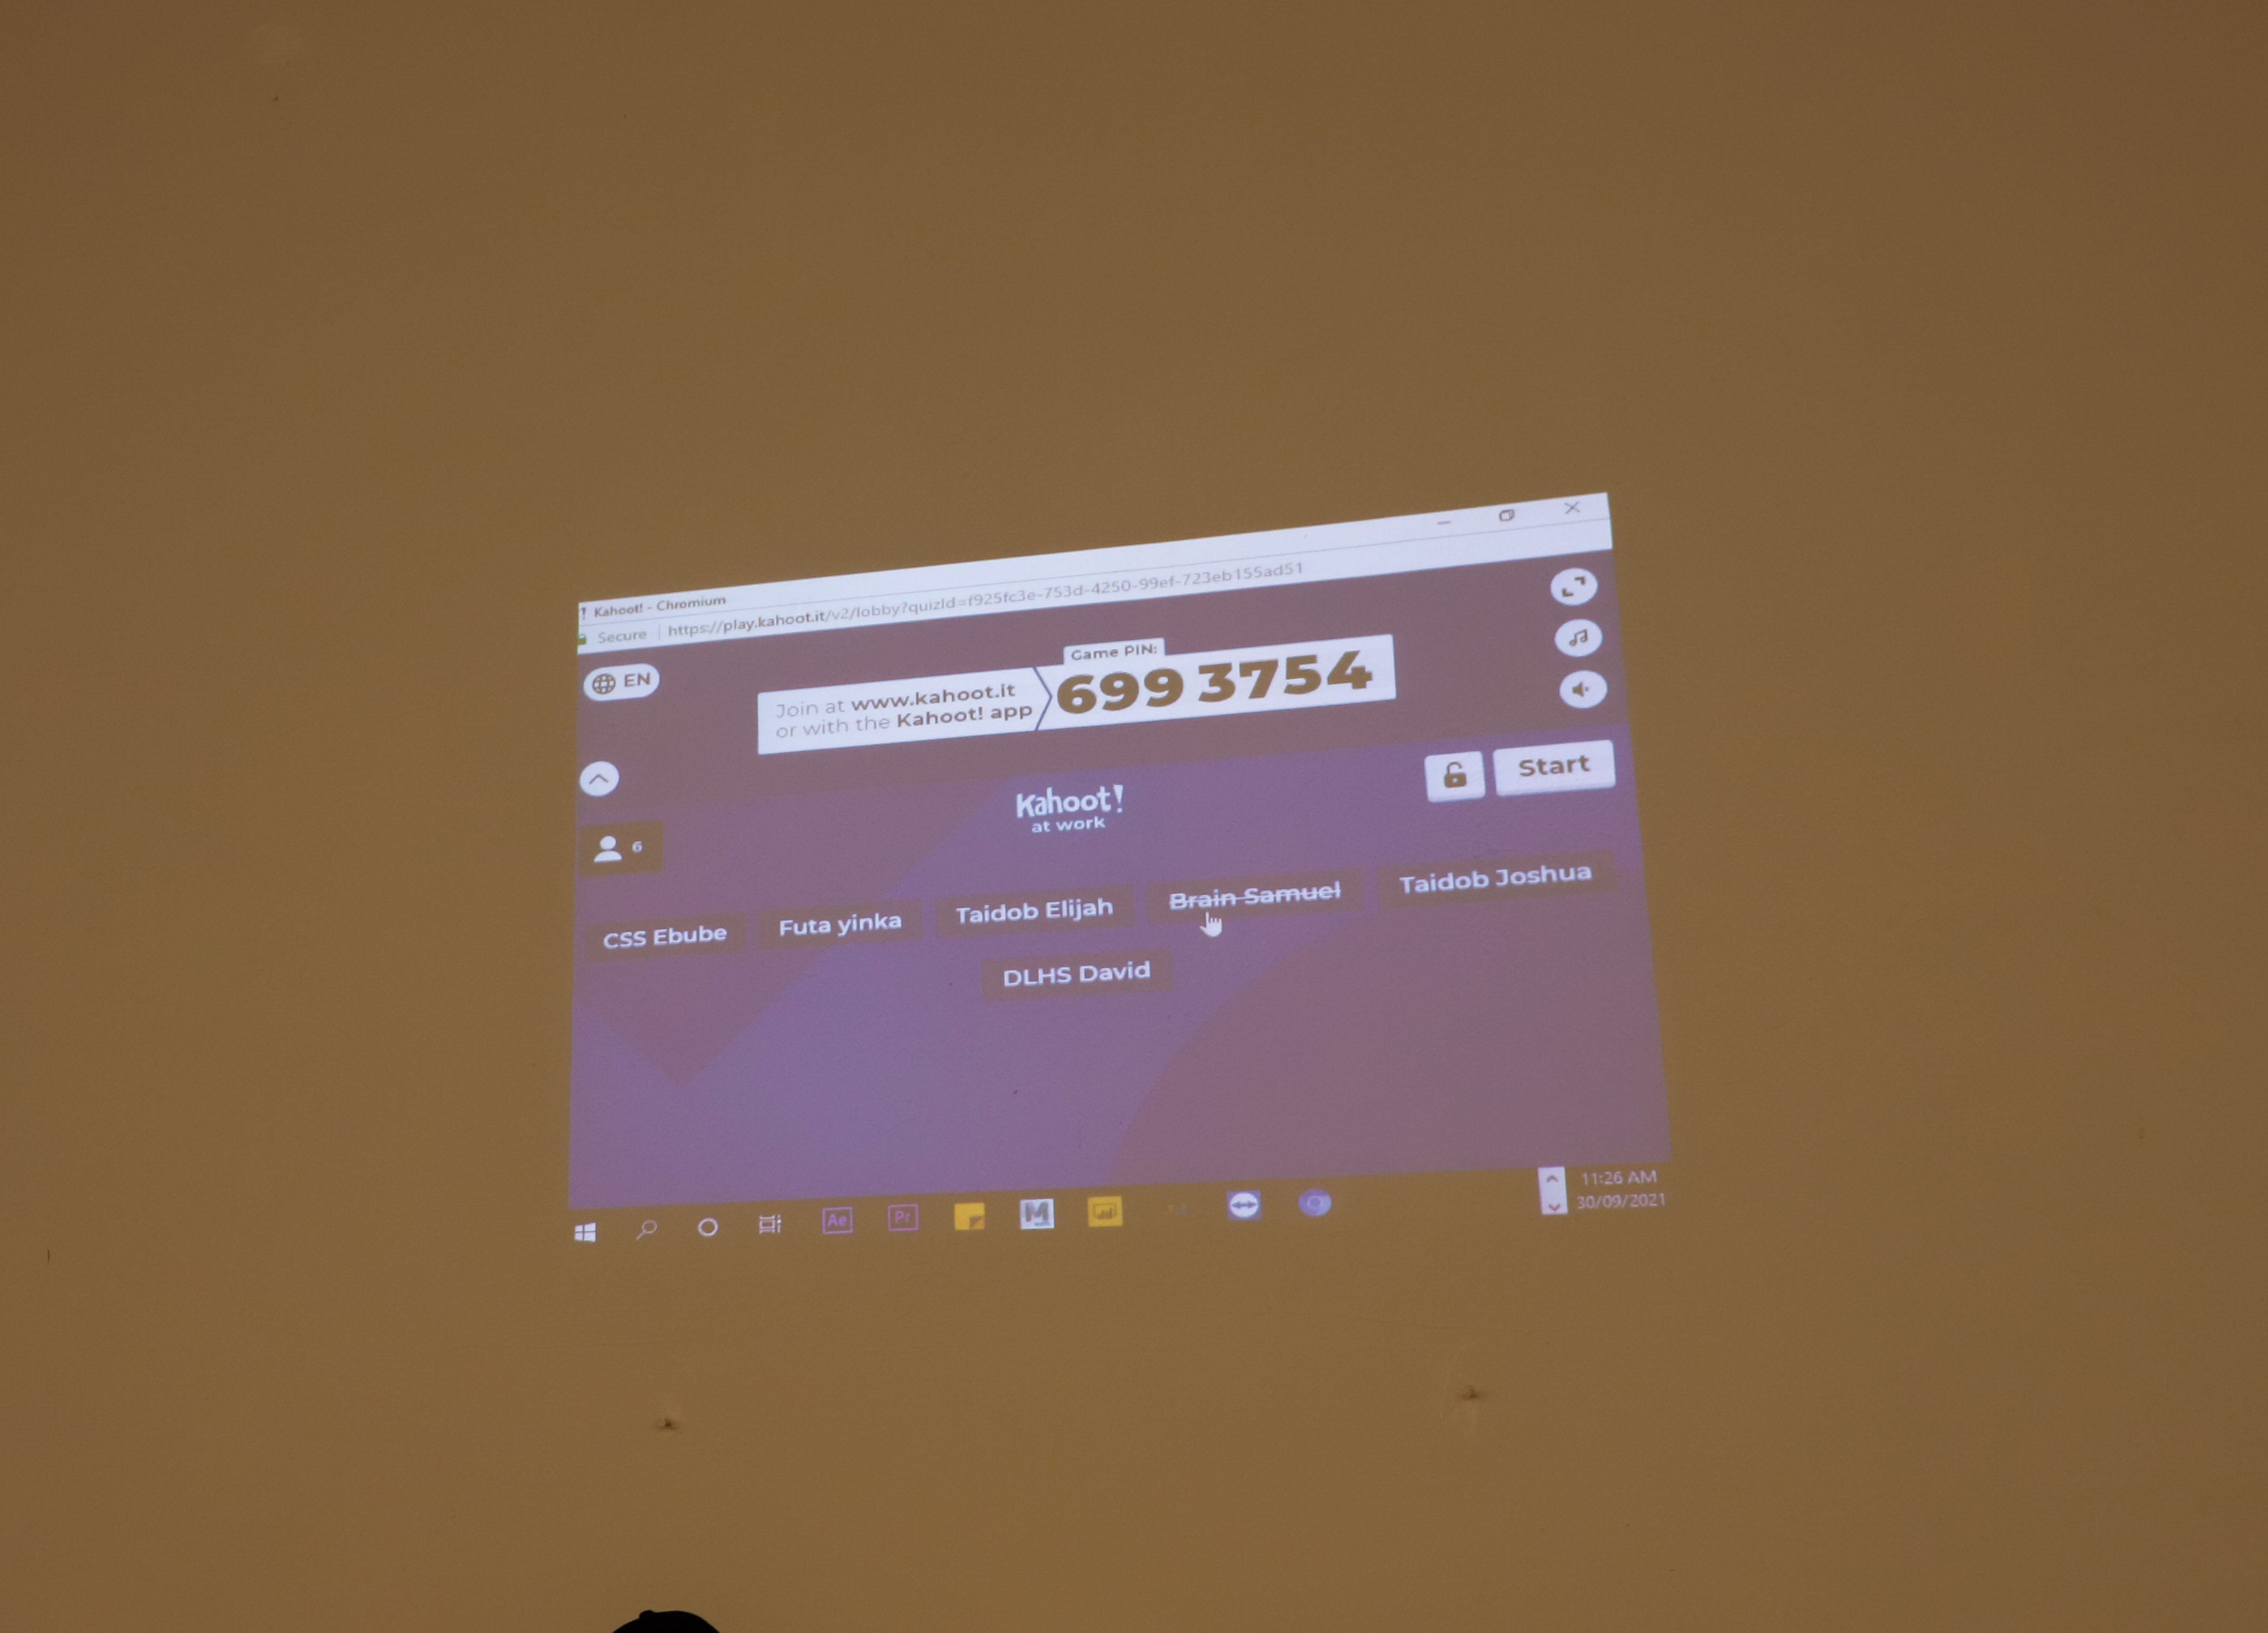 Kahoot! - Chromium
Secure | https://play.kahoot.it/v2/lobby?quizId=f925fc3e-753d-4250-99ef-723eb155ad51
EN
Join at www.kahoot.it
or with the Kahoot! app
Game PIN:
699 3754
Kahoot!
at work
Start
6
CSS Ebube
Futa yinka
Taidob Elijah
Brain Samuel
Taidob Joshua
DLHS David
Ae
Pr
M
11:26 AM
30/09/2021